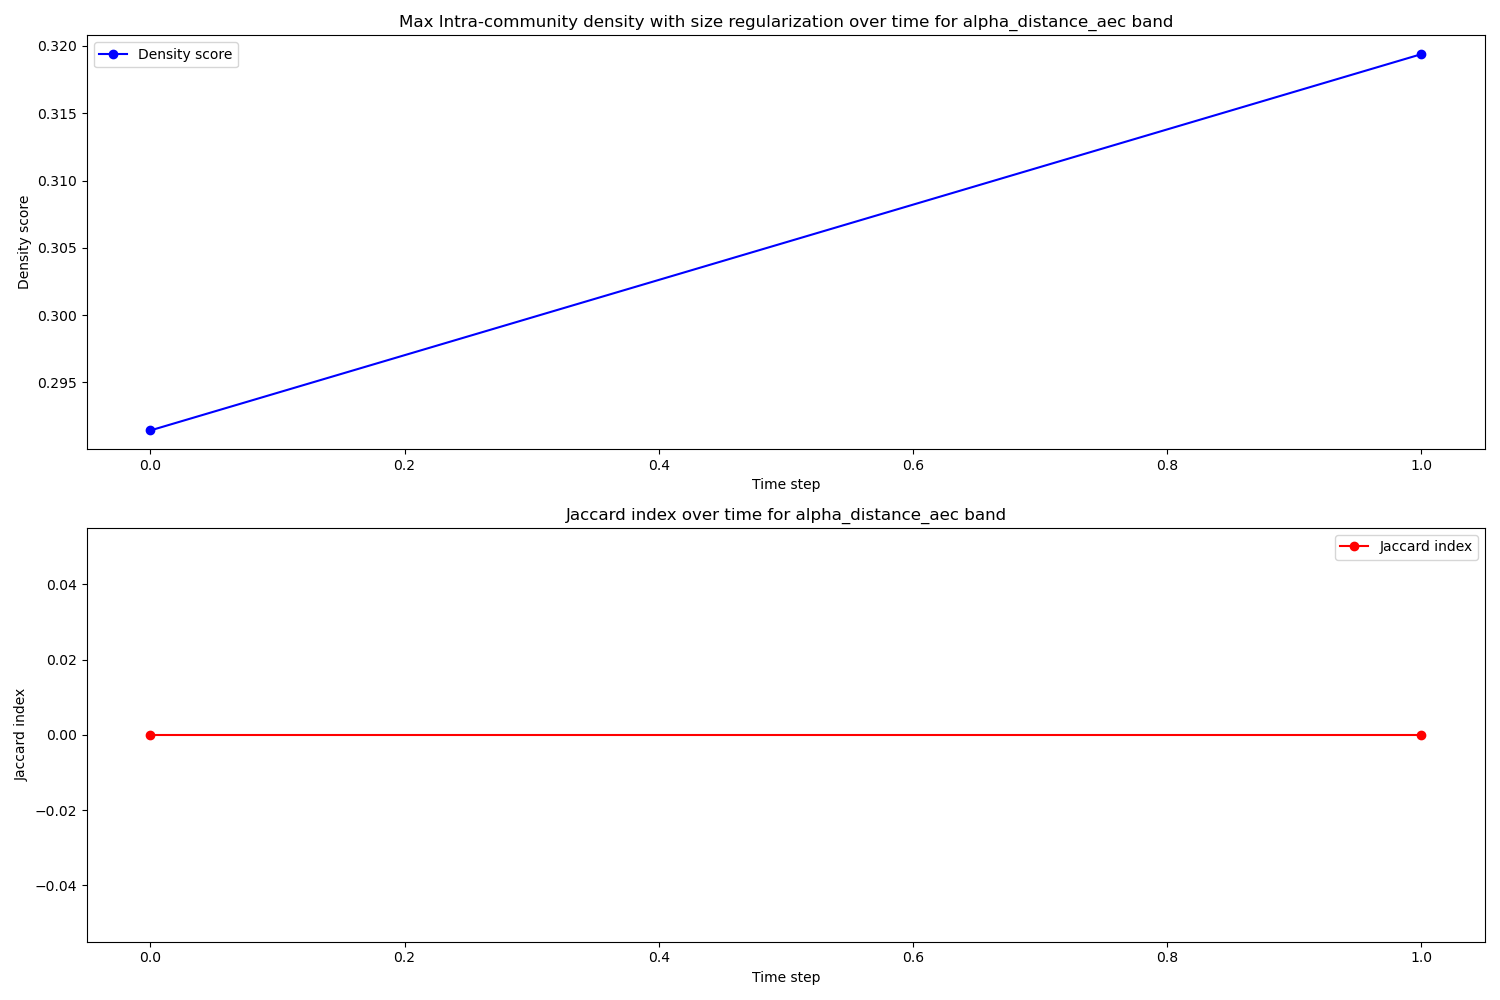 Max Intra-community density with size regularization over time for alpha_distance_aec band
Density score
0.320
0.315
0.310
0.305
0.300
0.295
Density score
0.0 0.2 0.4 0.6 0.8 1.0
Time step
Jaccard index over time for alpha_distance_aec band
Jaccard index
0.04
0.02
0.00
−0.02
−0.04
Jaccard index
0.0 0.2 0.4 0.6 0.8 1.0
Time step